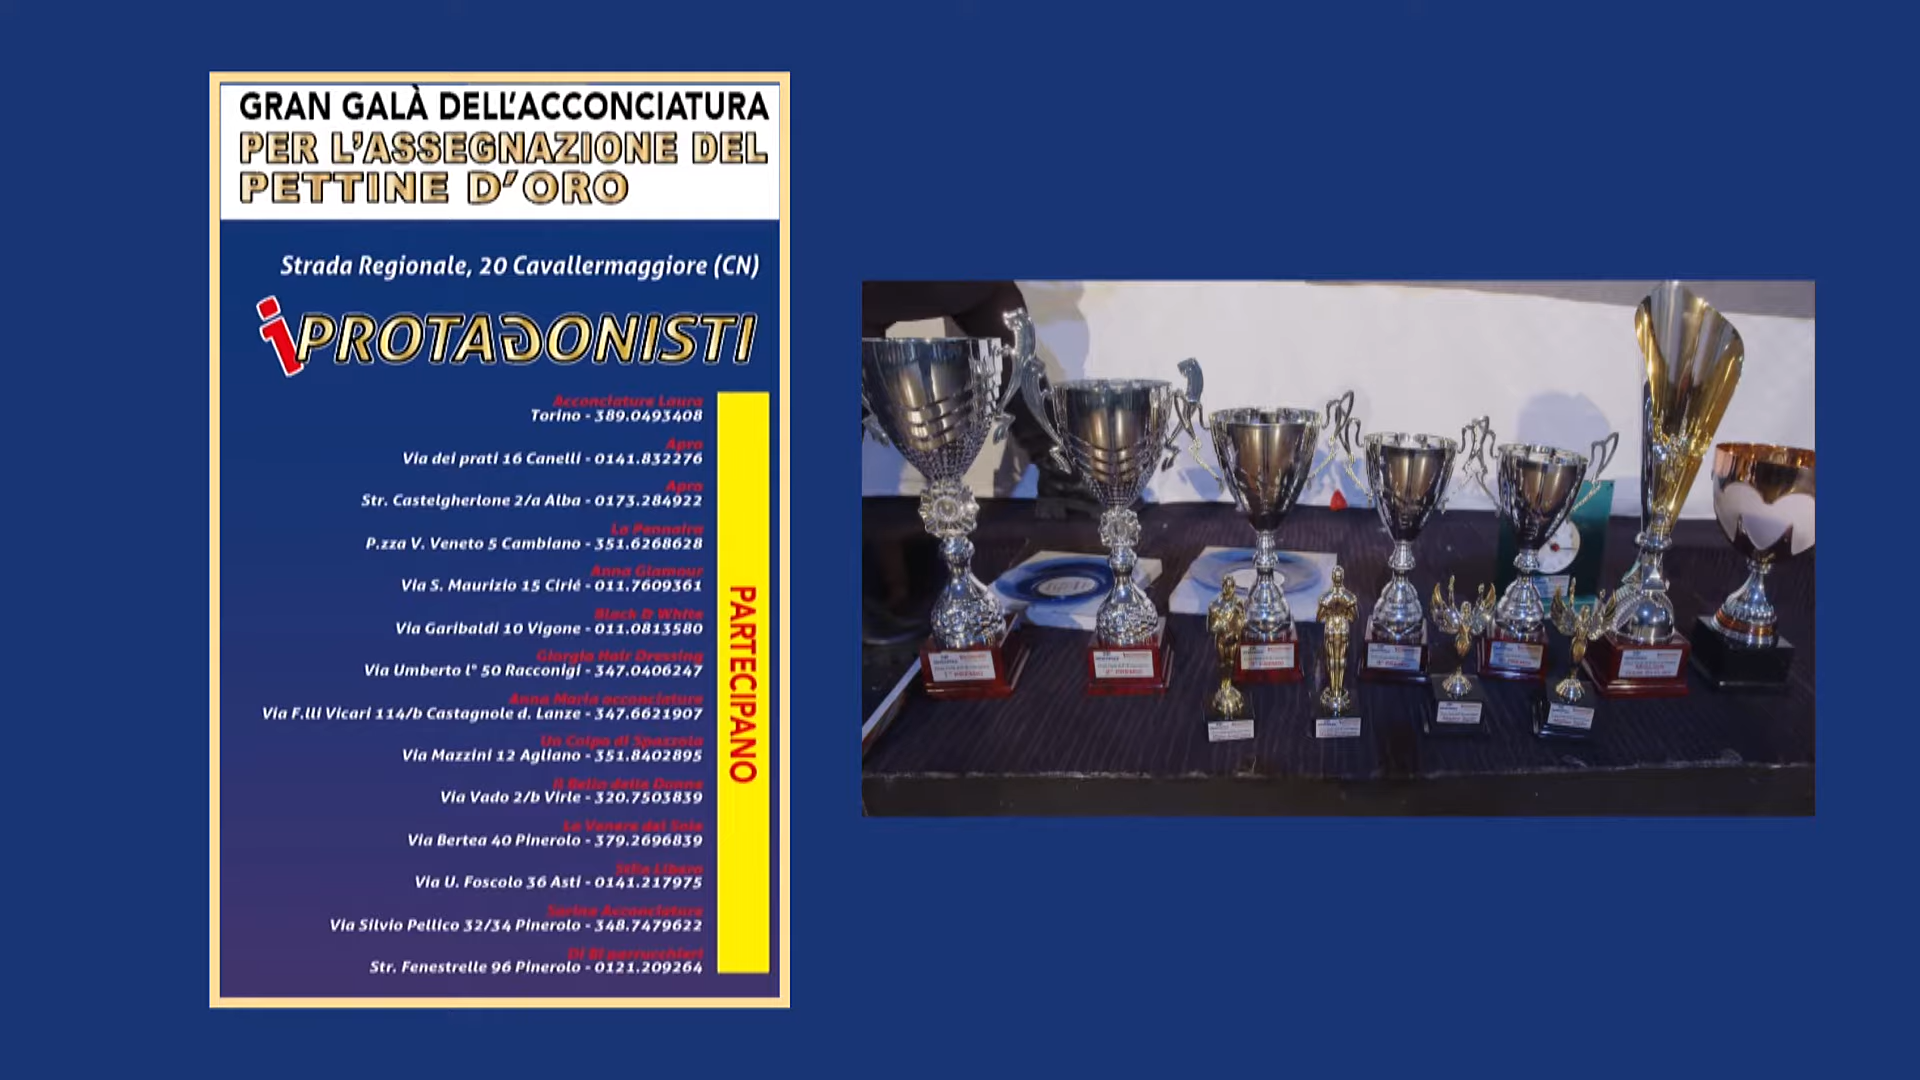 GRAN GALÀ DELL'ACCONCIATURA
PER L'ASSEGNAZIONE DEL
PETTINE D'ORO
Strada Regionale, 20 Cavallermaggiore (CN)
iPROTAGONISTI
Acconciature Laura
Torino - 389.0493408
Apro
Via dei prati 16 Canelli - 0141.832276
Apro
Str. Castelgherlone 2/a Alba - 0173.284922
La
P.zza V. Veneto 5 Cambiano - 351.6268628
Anna Glamour
Via S. Maurizio 15 Cirié - 011.7609361
Black & White
Via Garibaldi 10 Vigone - 011.0813580
Giorgia Hair Dressing
Via Umberto I° 50 Racconigi - 347.0406247
Anna Maria acconciature
Via F.lli Vicari 114/b Castagnole d. Lanze - 347.6621907
Un Colpo di Spazzola
Via Mazzini 12 Agliano - 351.8402895
Il Bello delle Donne
Via Vado 2/b Virle - 320.7503839
La Venere del Sole
Via Bertea 40 Pinerolo - 379.2696839
Via U. Foscolo 36 Asti - 0141.217975
Acconciature
Via Silvio Pellico 32/34 Pinerolo - 348.7479622
Di Bi parrucchieri
Str. Fenestrelle 96 Pinerolo - 0121.209264
PARTECIPANO
1° PREMIO